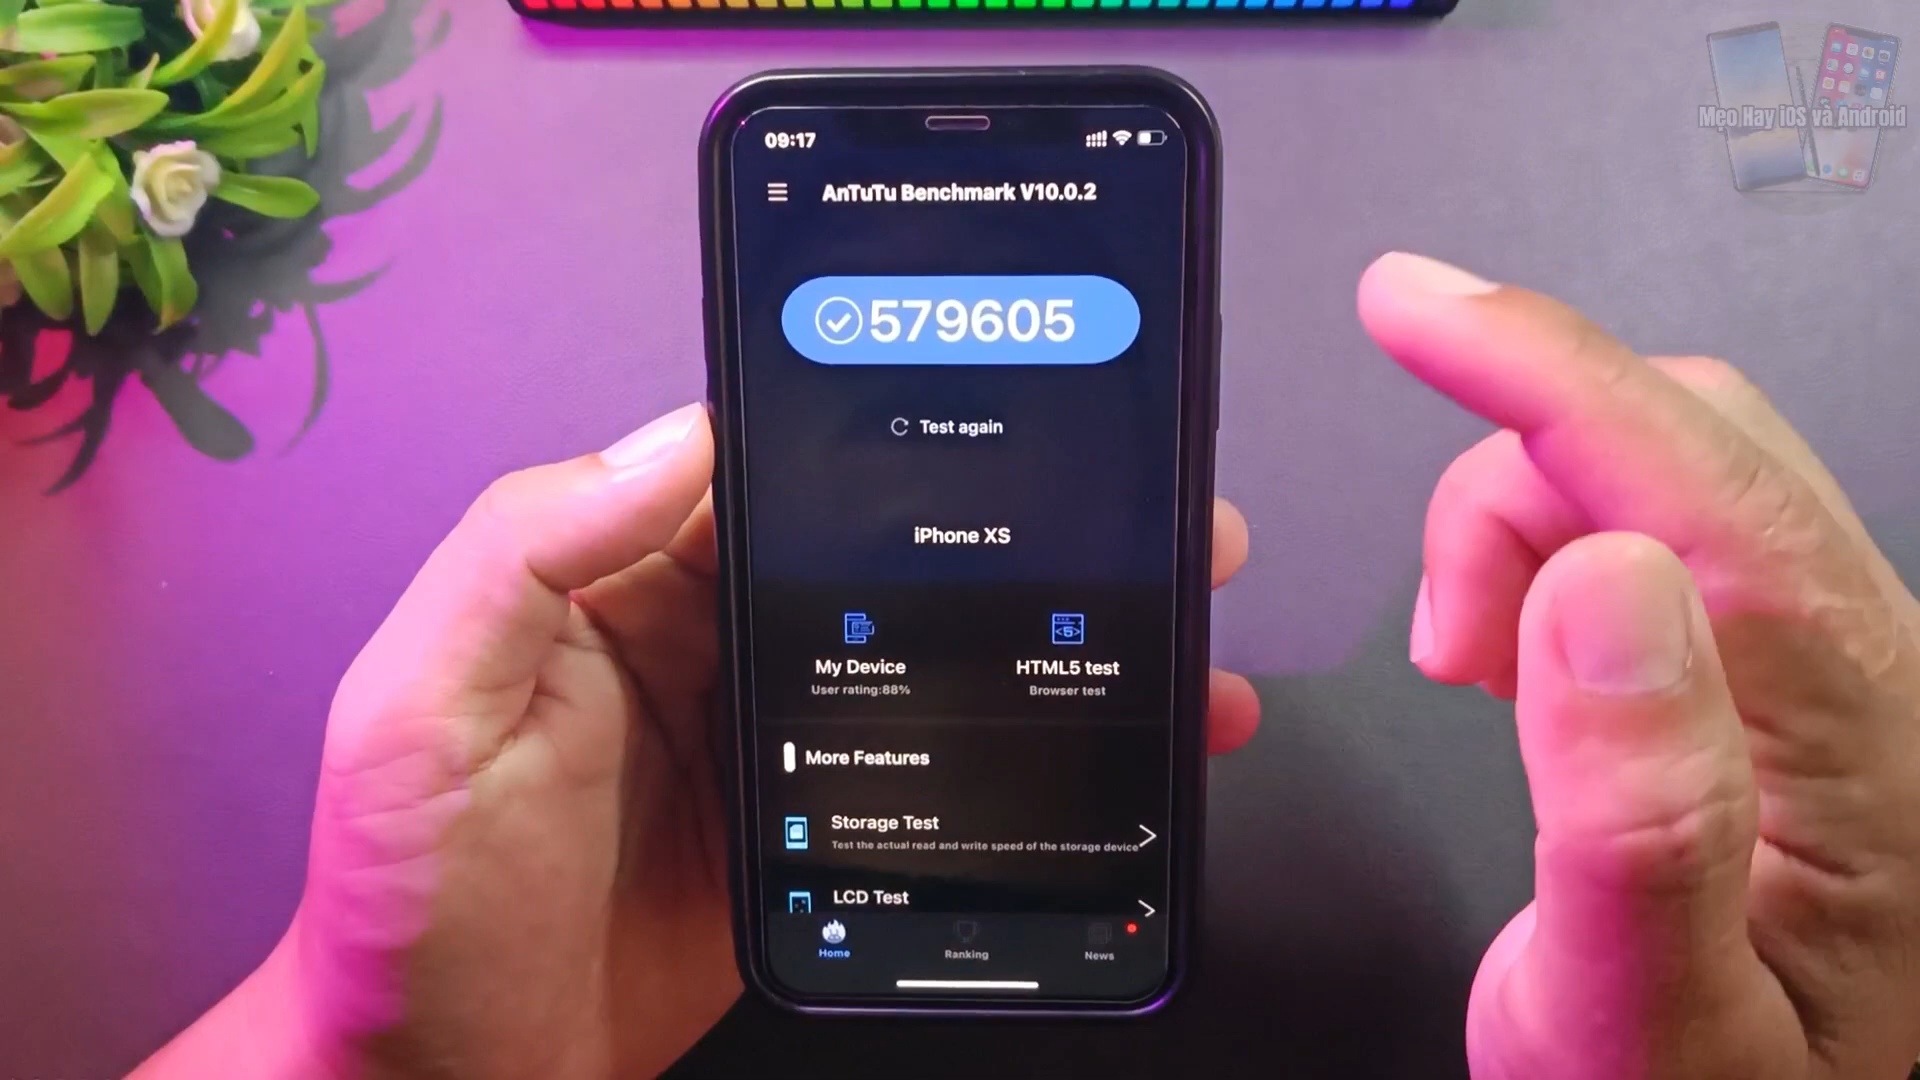 Mẹo Hay iOS và Android
09:17
AnTuTu Benchmark V10.0.2
579605
Test again
iPhone XS
My Device
User rating:88%
HTML5 test
Browser test
More Features
Storage Test
Test the actual read and write speed of the storage device
LCD Test
Home
Ranking
News